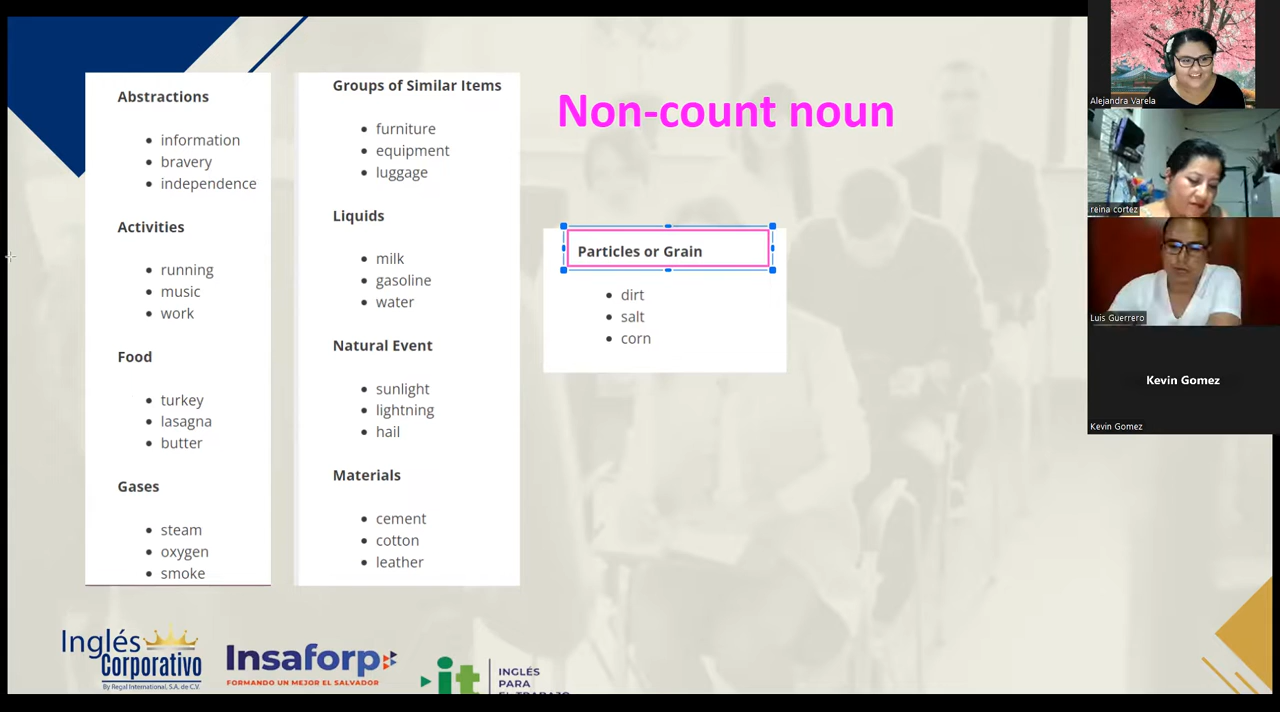 Abstractions
information
bravery
independence
Activities
running
music
work
Food
turkey
lasagna
butter
Gases
steam
oxygen
smoke
Groups of Similar Items
furniture
equipment
luggage
Liquids
milk
gasoline
water
Natural Event
sunlight
lightning
hail
Materials
cement
cotton
leather
Non-count noun
Particles or Grain
dirt
salt
corn
Alejandra Varela
reina cortez
Luis Guerrero
Kevin Gomez
Kevin Gomez
Inglés
Corporativo
By Regal International, S.A. de C.V.
Insaforp
FORMANDO UN MEJOR EL SALVADOR
it
INGLÉS
PARA